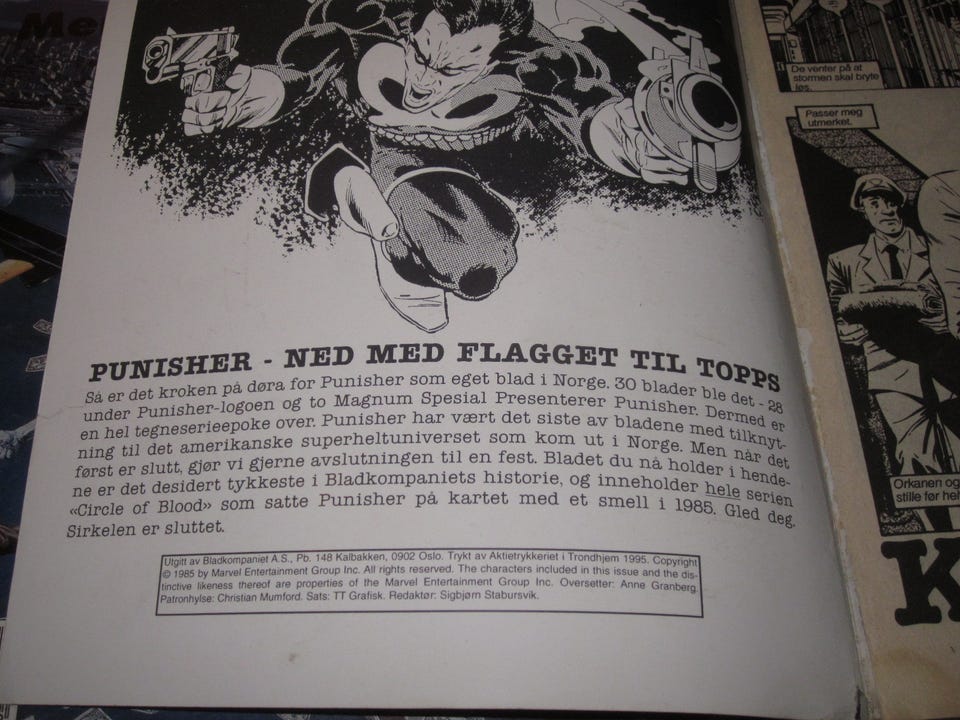 Me
De venter på at
stormen skal bryte
løs.
Passer meg
utmerket.
PUNISHER - NED MED FLAGGET TIL TOPPS
Så er det kroken på døra for Punisher som eget blad i Norge. 30 blader ble det - 28
under Punisher-logoen og to Magnum Spesial Presenterer Punisher. Dermed er
en hel tegneserieepoke over. Punisher har vært det siste av bladene med tilknyt-
ning til det amerikanske superheltuniverset som kom ut i Norge. Men når det
først er slutt, gjør vi gjerne avslutningen til en fest. Bladet du nå holder i hende-
ne er det desidert tykkeste i Bladkompaniets historie, og inneholder hele serien
«Circle of Blood» som satte Punisher på kartet med et smell i 1985. Gled deg.
Sirkelen er sluttet.
Utgitt av Bladkompaniet A.S., Pb. 148 Kalbakken, 0902 Oslo. Trykt av Aktietrykkeriet i Trondhjem 1995. Copyright
© 1985 by Marvel Entertainment Group Inc. All rights reserved. The characters included in this issue and the dis-
tinctive likeness thereof are properties of the Marvel Entertainment Group Inc. Oversetter: Anne Granberg.
Patronhylse: Christian Mumford. Sats: TT Grafisk. Redaktør: Sigbjørn Stabursvik.
Orkanen og
stille før
K